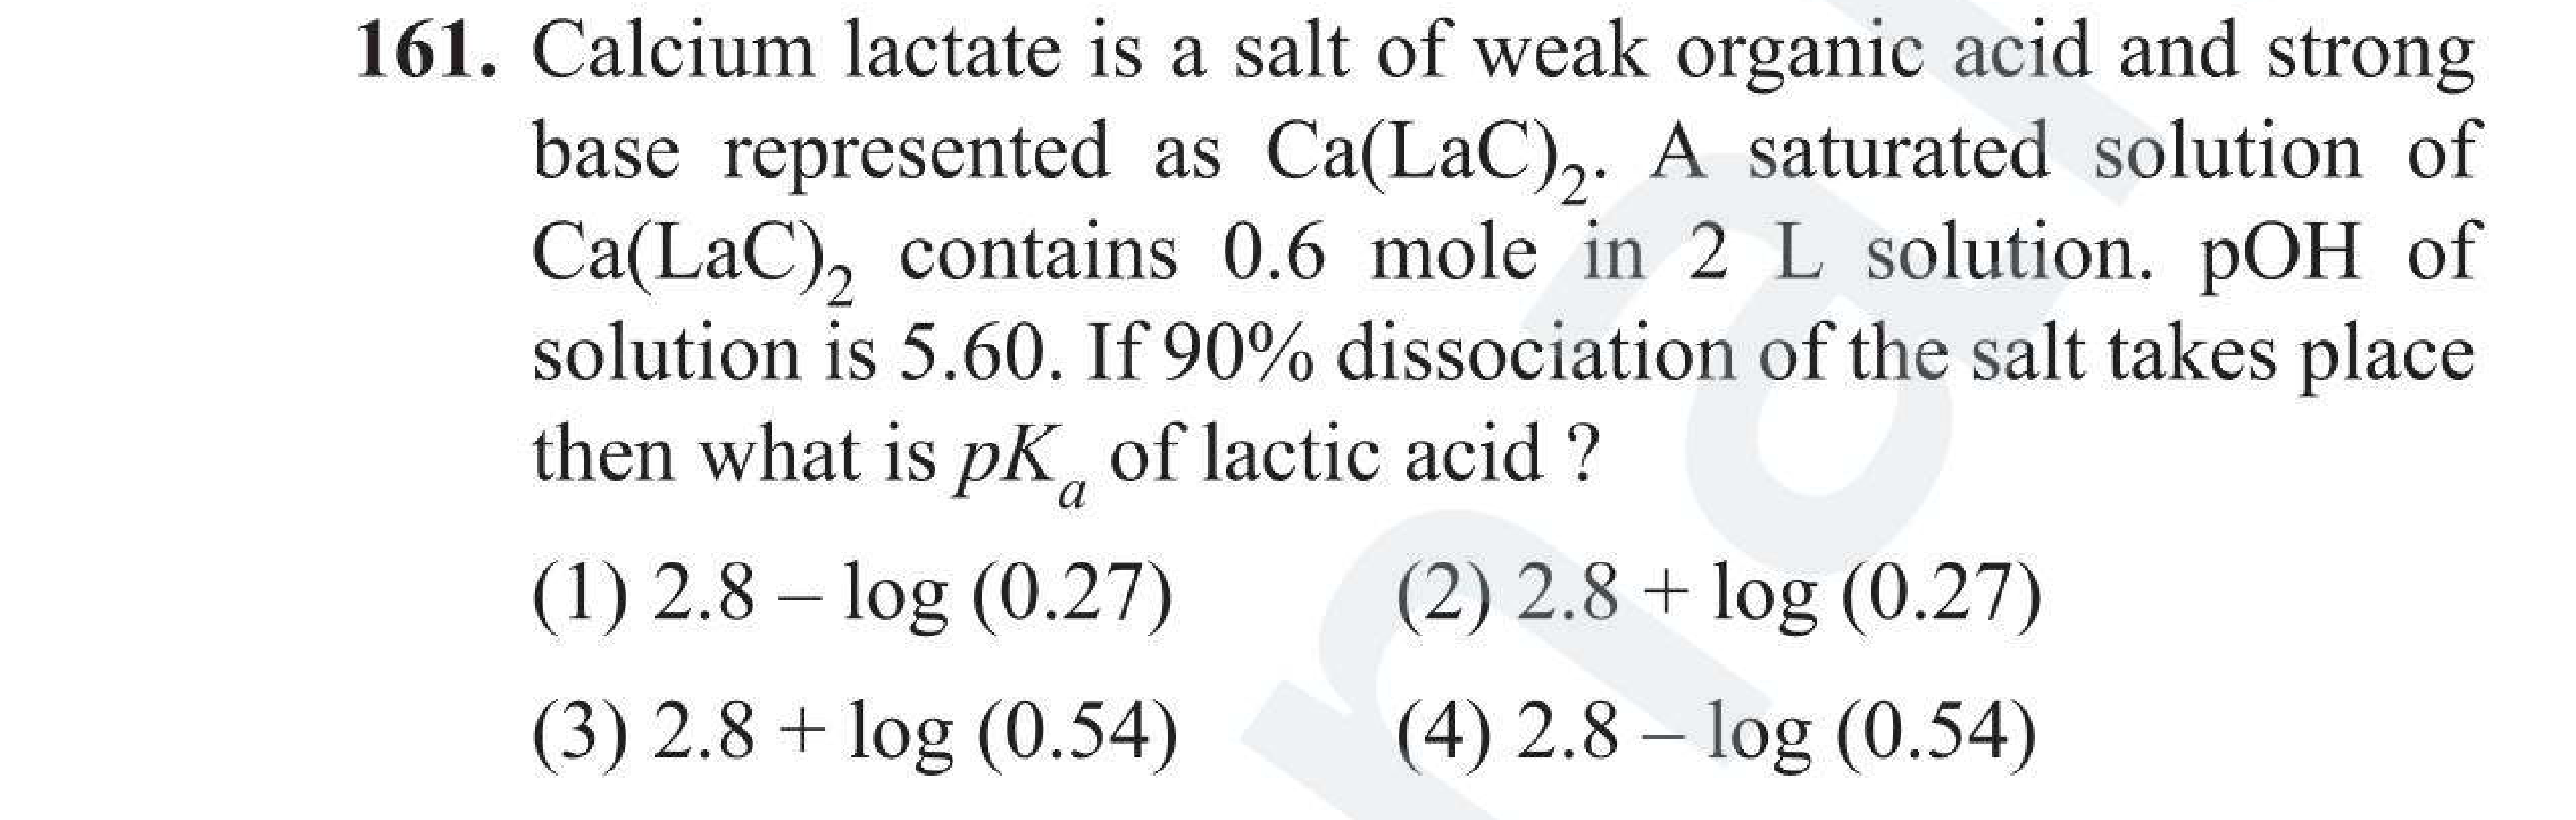 161. Calcium lactate is a salt of weak organic acid and strong
base represented as Ca(LaC)₂. A saturated solution of
Ca(LaC)₂ contains 0.6 mole in 2 L solution. pOH of
solution is 5.60. If 90% dissociation of the salt takes place
then what is pKₐ of lactic acid ?
(1) 2.8 – log (0.27) (2) 2.8 + log (0.27)
(3) 2.8 + log (0.54) (4) 2.8 – log (0.54)